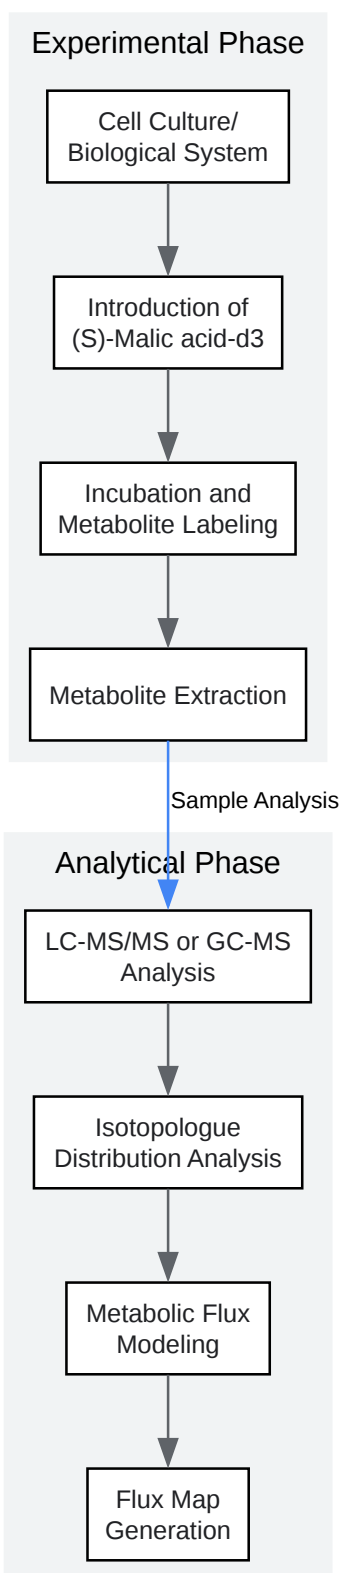 Experimental Phase
Cell Culture/
Biological System
Introduction of
(S)-Malic acid-d3
Incubation and
Metabolite Labeling
Metabolite Extraction
Sample Analysis
Analytical Phase
LC-MS/MS or GC-MS
Analysis
Isotopologue
Distribution Analysis
Metabolic Flux
Modeling
Flux Map
Generation